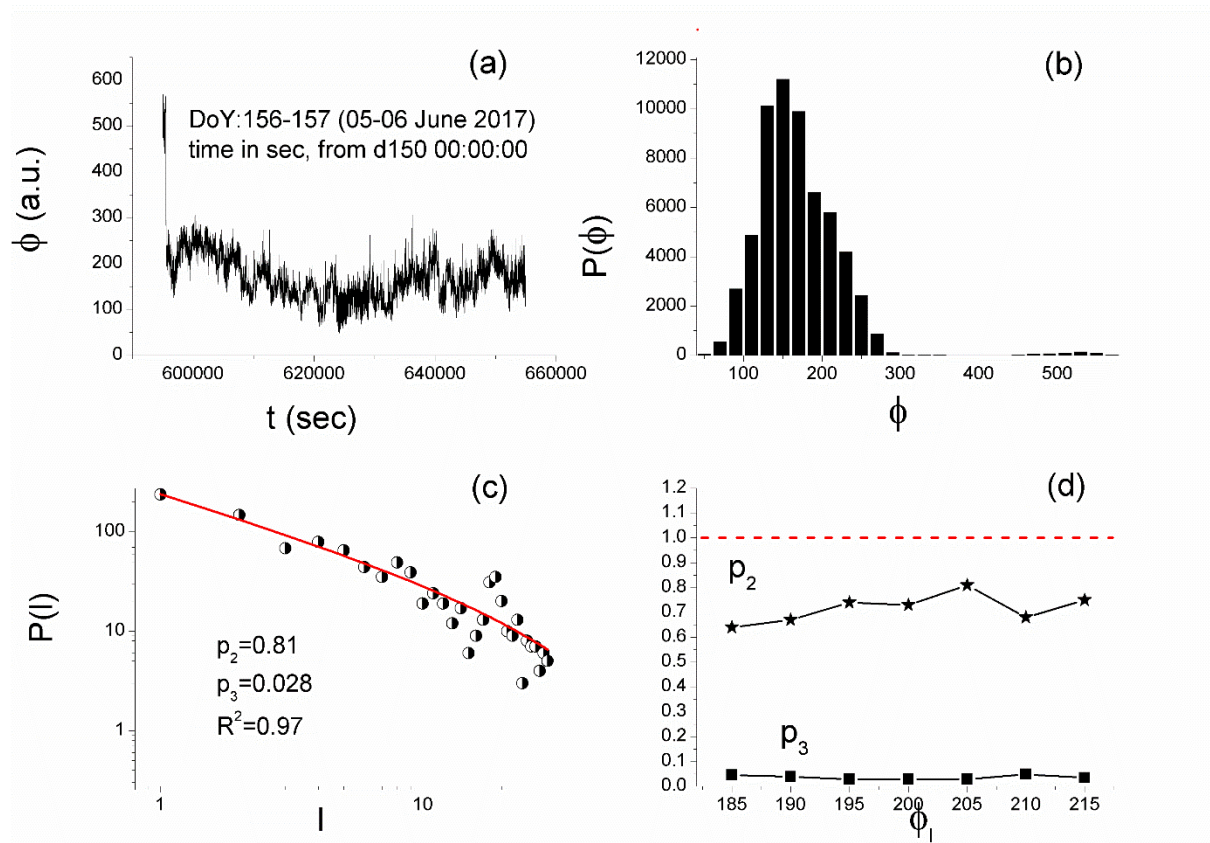 (a)
600
500
400
300
200
100
0
ϕ (a.u.)
DoY:156-157 (05-06 June 2017)
time in sec, from d150 00:00:00
600000 620000 640000 660000
t (sec)
(b)
12000
10000
8000
6000
4000
2000
0
P(ϕ)
100 200 300 400 500
ϕ
(c)
100
10
1
P(l)
p₂=0.81
p₃=0.028
R²=0.97
1 10
l
(d)
1.2
1.1
1.0
0.9
0.8
0.7
0.6
0.5
0.4
0.3
0.2
0.1
0.0
p₂
p₃
185 190 195 200 205 210 215
ϕₗ